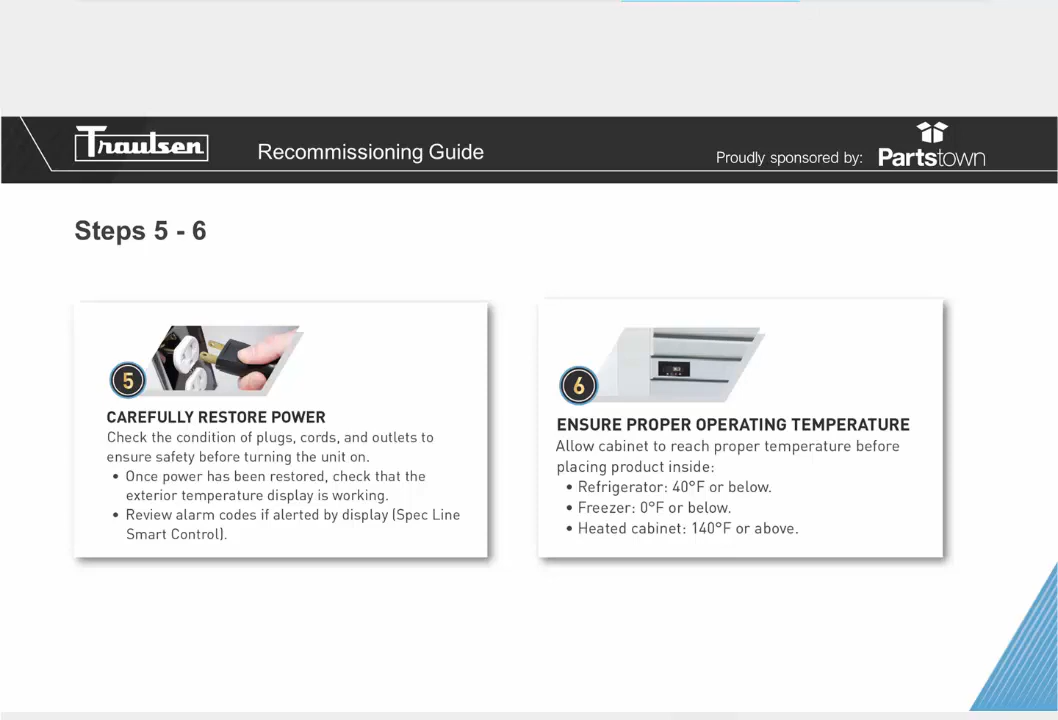 Traulsen
Recommissioning Guide
Proudly sponsored by:
Partstown
Steps 5 - 6
5
CAREFULLY RESTORE POWER
Check the condition of plugs, cords, and outlets to
ensure safety before turning the unit on.
• Once power has been restored, check that the
exterior temperature display is working.
• Review alarm codes if alerted by display (Spec Line
Smart Control).
6
ENSURE PROPER OPERATING TEMPERATURE
Allow cabinet to reach proper temperature before
placing product inside:
• Refrigerator: 40°F or below.
• Freezer: 0°F or below.
• Heated cabinet: 140°F or above.